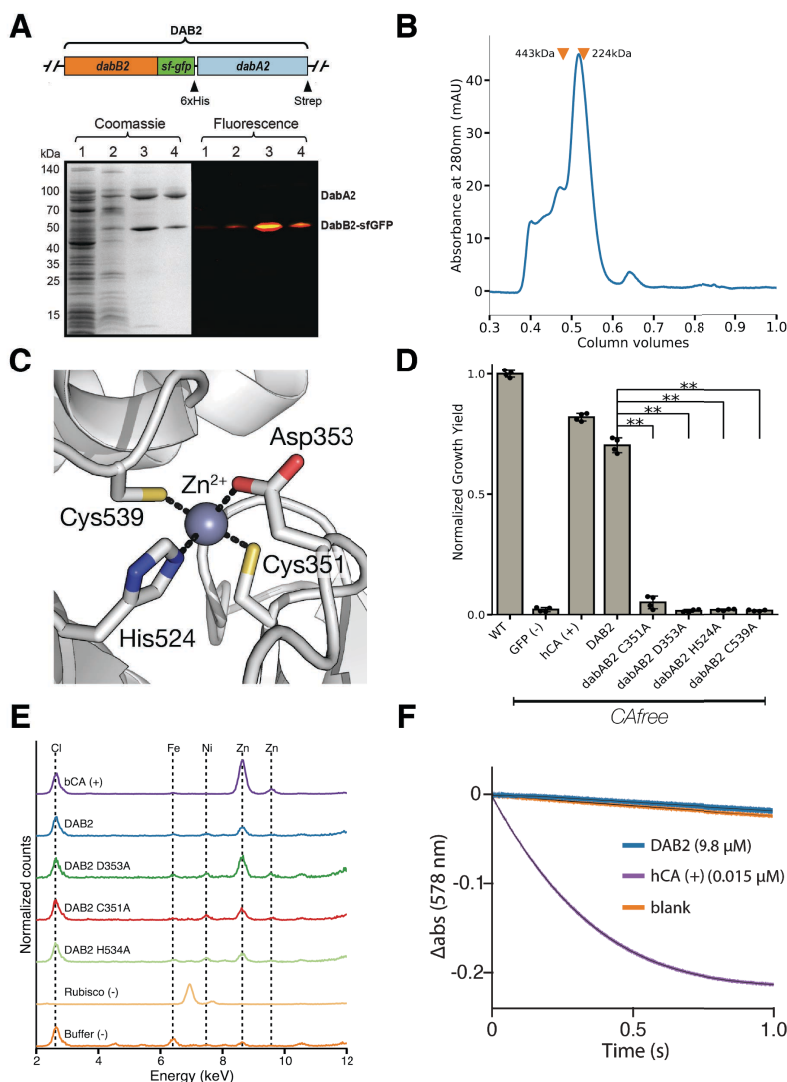 A
DAB2
dabB2 sf-gfp dabA2
6xHis Strep
Coomassie Fluorescence
kDa 1 2 3 4 1 2 3 4
140
100
70
50
40
35
25
15
DabA2
DabB2-sfGFP
B
443kDa 224kDa
Absorbance at 280nm (mAU)
40
30
20
10
0
0.3 0.4 0.5 0.6 0.7 0.8 0.9 1.0
Column volumes
C
Asp353
Zn2+
Cys539
Cys351
His524
D
Normalized Growth Yield
1.0
0.5
0.0
**
**
**
**
WT
GFP (-)
hCA (+)
DAB2
dabAB2 C351A
dabAB2 D353A
dabAB2 H524A
dabAB2 C539A
CAfree
E
Cl Fe Ni Zn Zn
Normalized counts
bCA (+)
DAB2
DAB2 D353A
DAB2 C351A
DAB2 H534A
Rubisco (-)
Buffer (-)
2 4 6 8 10 12
Energy (keV)
F
Δabs (578 nm)
0
-0.1
-0.2
DAB2 (9.8 μM)
hCA (+) (0.015 μM)
blank
0 0.5 1.0
Time (s)